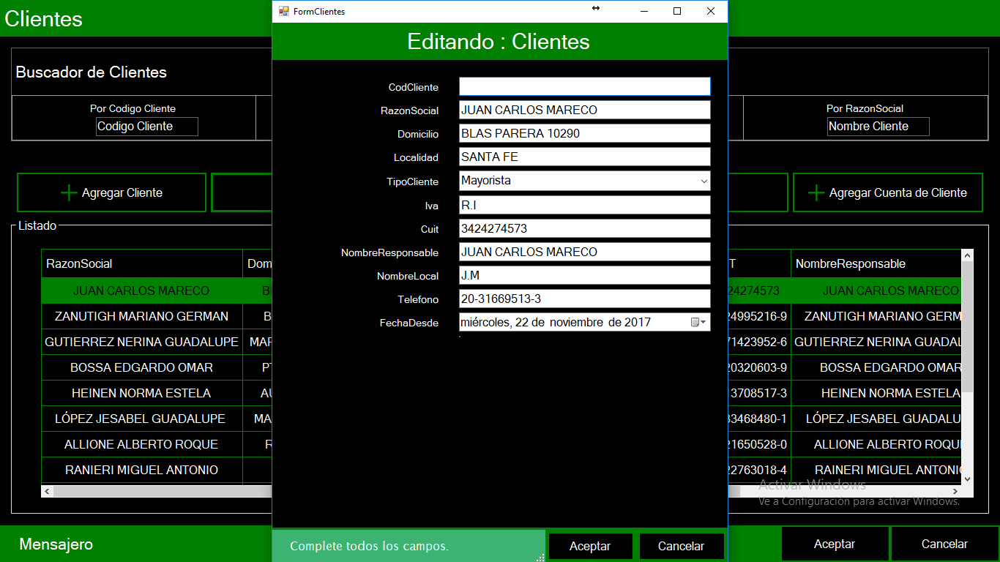 Clientes
FormClientes
Editando : Clientes
Buscador de Clientes
Por Codigo Cliente
Codigo Cliente
Por RazonSocial
Nombre Cliente
CodCliente
RazonSocial JUAN CARLOS MARECO
Domicilio BLAS PARERA 10290
Localidad SANTA FE
TipoCliente Mayorista
Iva R.I
Cuit 3424274573
NombreResponsable JUAN CARLOS MARECO
NombreLocal J.M
Telefono 20-31669513-3
FechaDesde miércoles, 22 de noviembre de 2017
Agregar Cliente
Agregar Cuenta de Cliente
Listado
RazonSocial Dom T NombreResponsable
JUAN CARLOS MARECO B 24274573 JUAN CARLOS MARECO
ZANUTIGH MARIANO GERMAN B 24995216-9 ZANUTIGH MARIANO GERM
GUTIERREZ NERINA GUADALUPE MAR 71423952-6 GUTIERREZ NERINA GUADAL
BOSSA EDGARDO OMAR PT 20320603-9 BOSSA EDGARDO OMAR
HEINEN NORMA ESTELA AU 13708517-3 HEINEN NORMA ESTELA
LÓPEZ JESABEL GUADALUPE MA 33468480-1 LÓPEZ JESABEL GUADALU
ALLIONE ALBERTO ROQUE R 21650528-0 ALLIONE ALBERTO ROQU
RANIERI MIGUEL ANTONIO 22763018-4 RAINERI MIGUEL ANTONIO
Activar Windows
Ve a Configuración para activar Windows.
Mensajero
Complete todos los campos.
Aceptar
Cancelar
Aceptar
Cancelar